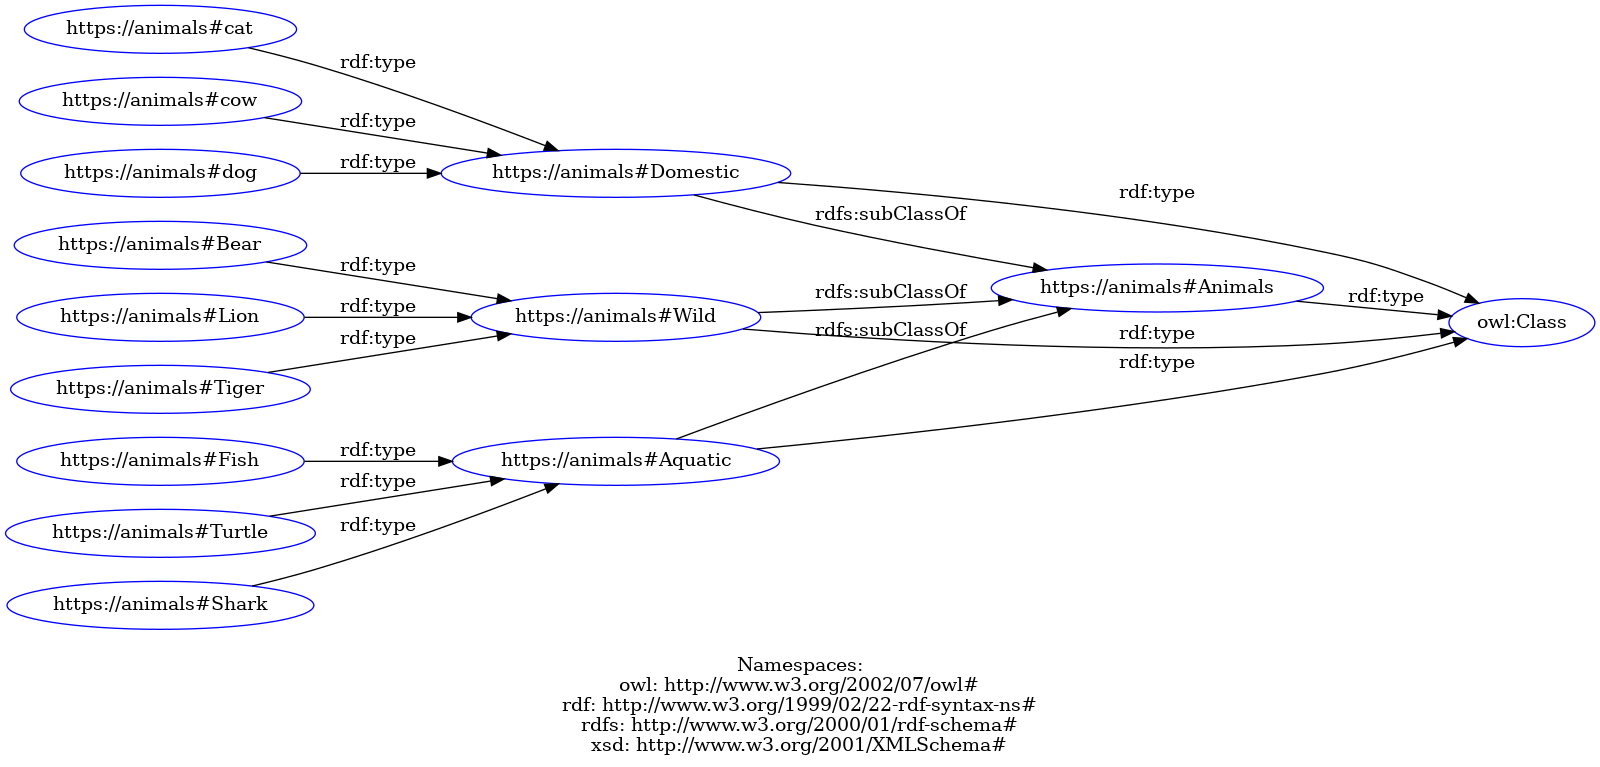 https://animals#cat
rdf:type
https://animals#cow
rdf:type
https://animals#dog
rdf:type
https://animals#Domestic
rdf:type
rdfs:subClassOf
https://animals#Bear
rdf:type
https://animals#Lion
rdf:type
https://animals#Wild
rdfs:subClassOf
https://animals#Animals
rdf:type
owl:Class
https://animals#Tiger
rdf:type
rdfs:subClassOf
rdf:type
rdf:type
https://animals#Fish
rdf:type
https://animals#Aquatic
https://animals#Turtle
rdf:type
https://animals#Shark
rdf:type
Namespaces:
owl: http://www.w3.org/2002/07/owl#
rdf: http://www.w3.org/1999/02/22-rdf-syntax-ns#
rdfs: http://www.w3.org/2000/01/rdf-schema#
xsd: http://www.w3.org/2001/XMLSchema#